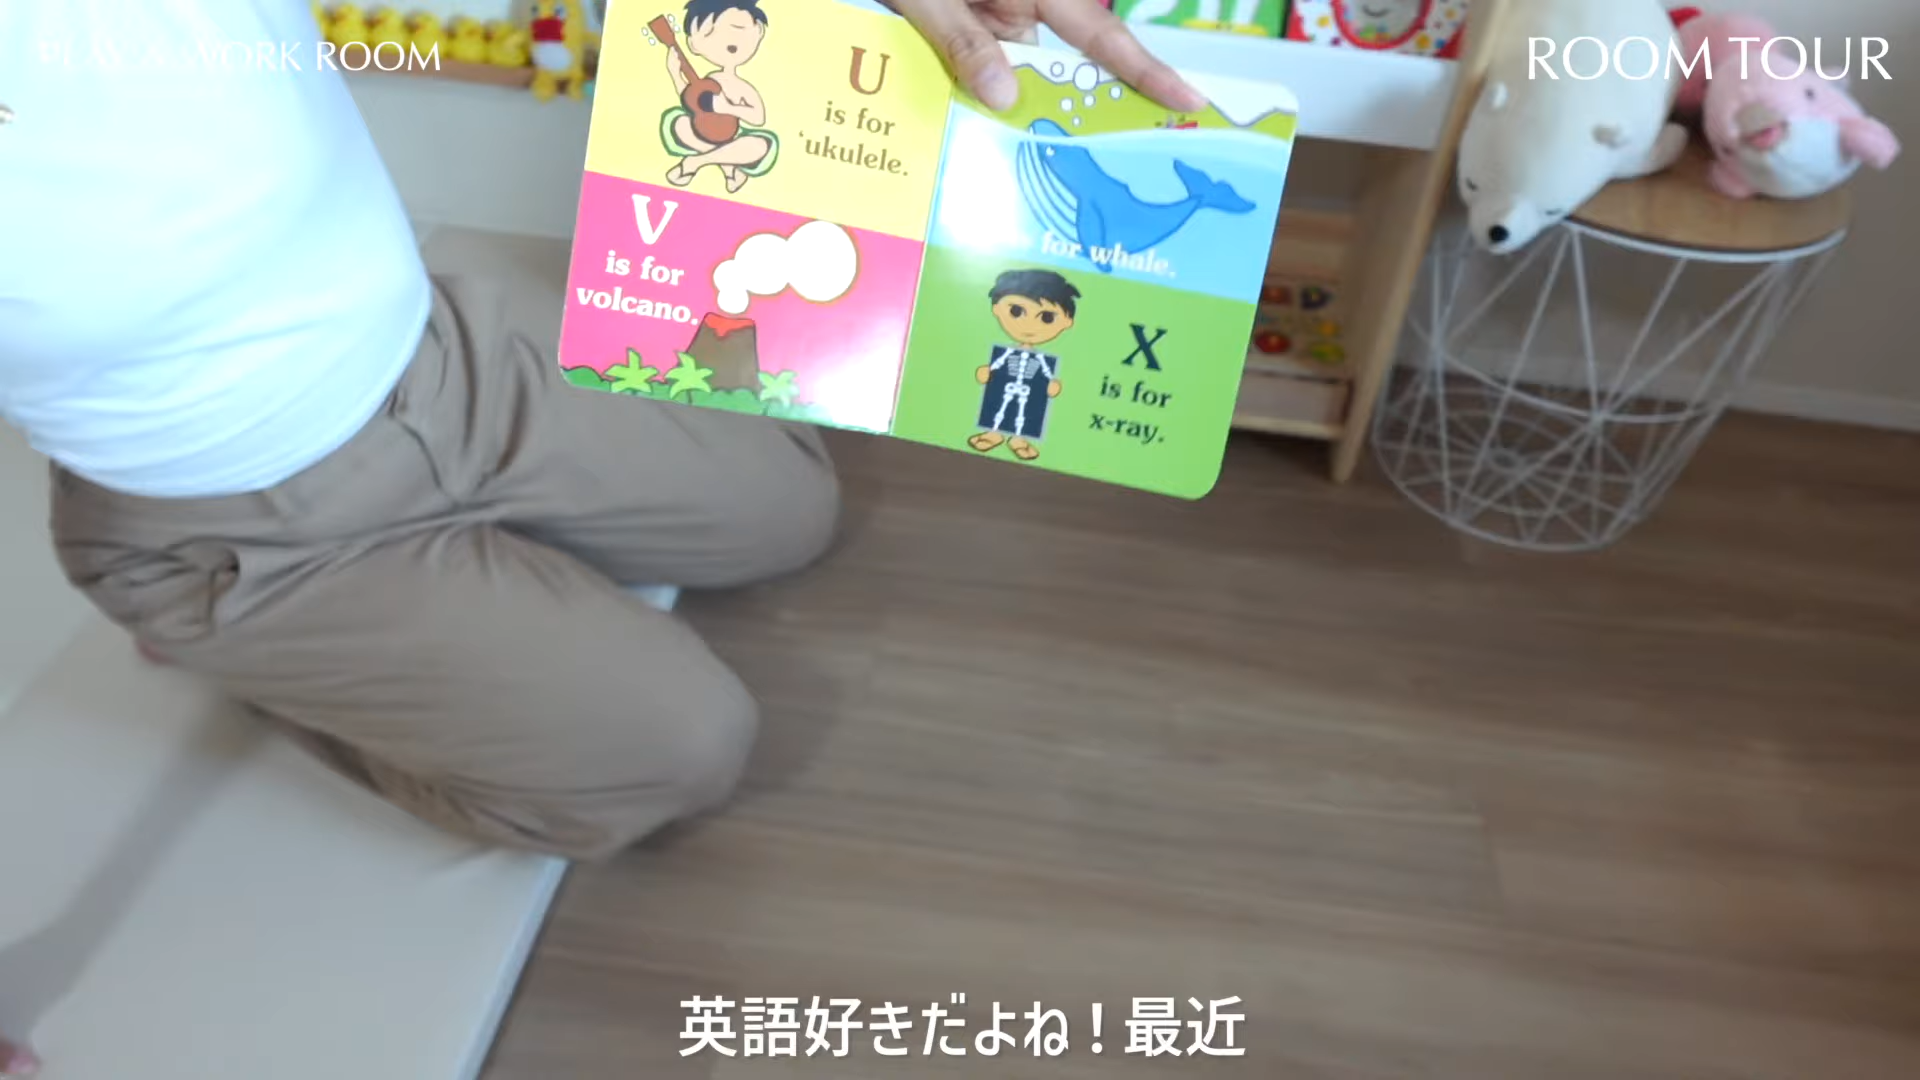 PLAY & WORK ROOM
ROOM TOUR
U
is for
‘ukulele.
V
is for
volcano.
for whale.
X
is for
x-ray.
英語好きだよね！最近